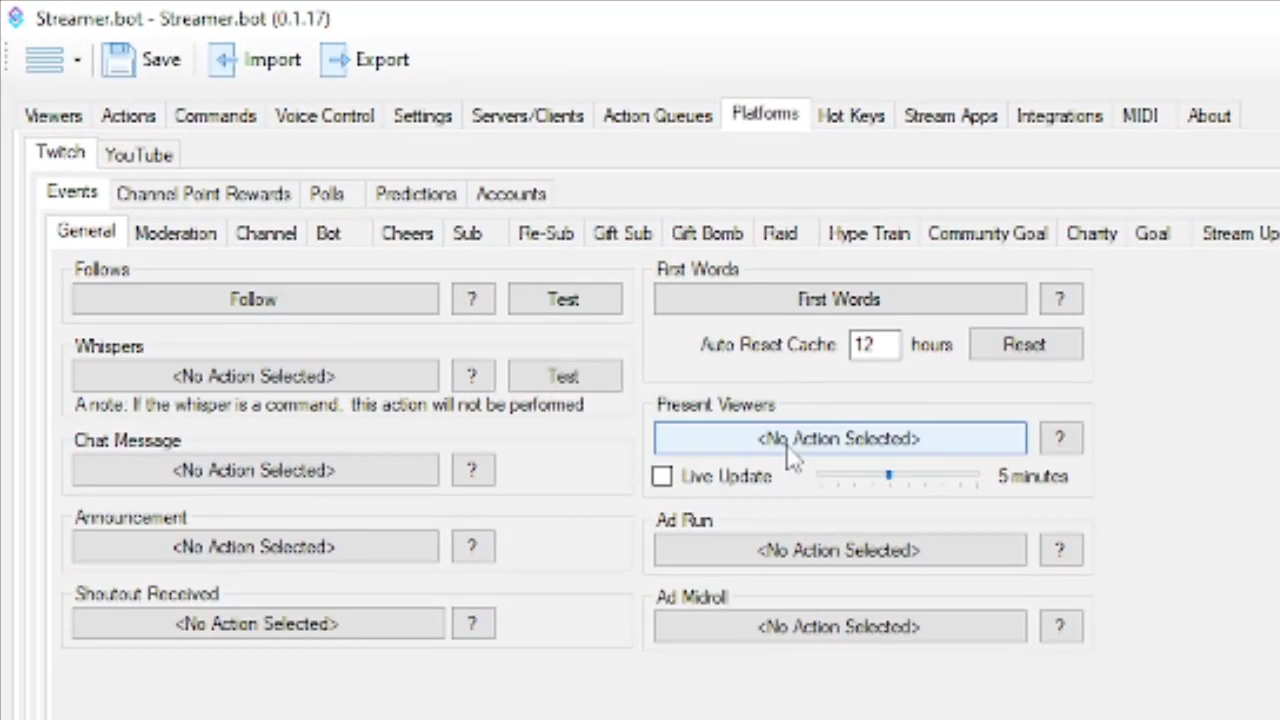 Streamer.bot - Streamer.bot (0.1.17)
Save Import Export
Viewers Actions Commands Voice Control Settings Servers/Clients Action Queues Platforms Hot Keys Stream Apps Integrations MIDI About
Twitch YouTube
Events Channel Point Rewards Polls Predictions Accounts
General Moderation Channel Bot Cheers Sub Re-Sub Gift Sub Gift Bomb Raid Hype Train Community Goal Charity Goal Stream Up
Follows
Follow ? Test
Whispers
<No Action Selected> ? Test
A note: If the whisper is a command, this action will not be performed
Chat Message
<No Action Selected> ?
Announcement
<No Action Selected> ?
Shoutout Received
<No Action Selected> ?
First Words
First Words ?
Auto Reset Cache 12 hours Reset
Present Viewers
<No Action Selected> ?
Live Update 5 minutes
Ad Run
<No Action Selected> ?
Ad Midroll
<No Action Selected> ?